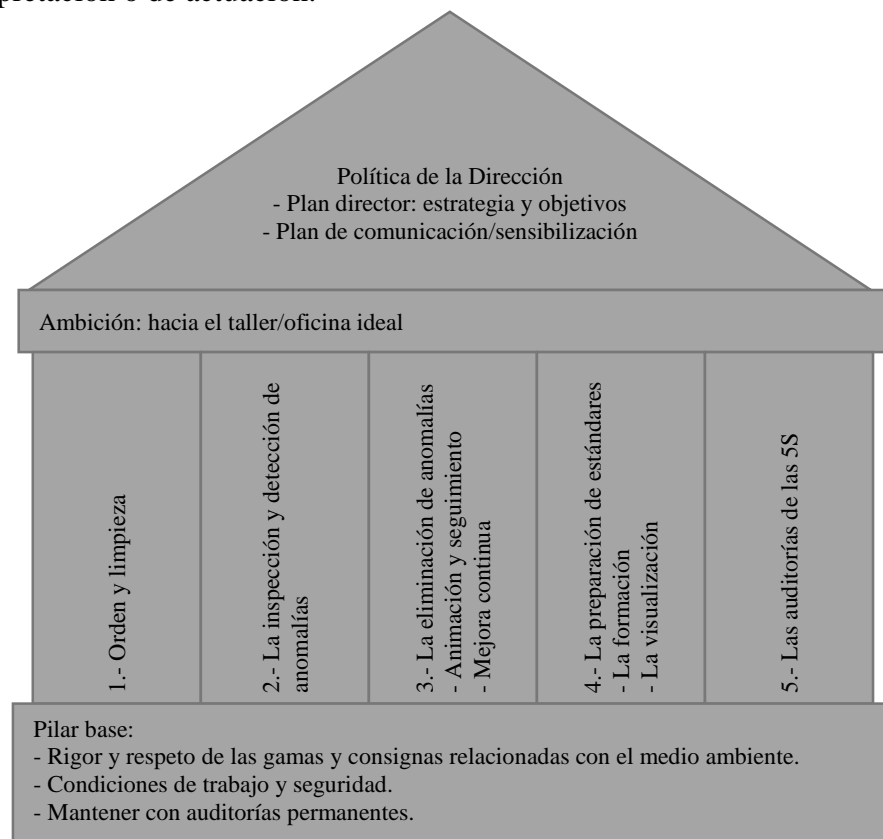 Política de la Dirección
- Plan director: estrategia y objetivos
- Plan de comunicación/sensibilización
Ambición: hacia el taller/oficina ideal
1.- Orden y limpieza
2.- La inspección y detección de
anomalías
3.- La eliminación de anomalías
- Animación y seguimiento
- Mejora continua
4.- La preparación de estándares
- La formación
- La visualización
5.- Las auditorías de las 5S
Pilar base:
- Rigor y respeto de las gamas y consignas relacionadas con el medio ambiente.
- Condiciones de trabajo y seguridad.
- Mantener con auditorías permanentes.